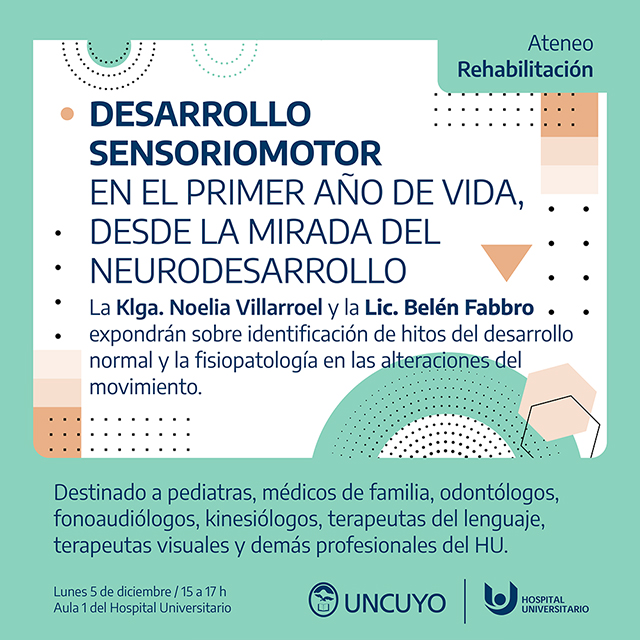 Ateneo
Rehabilitación
DESARROLLO
SENSORIOMOTOR
EN EL PRIMER AÑO DE VIDA,
DESDE LA MIRADA DEL
NEURODESARROLLO
La Klga. Noelia Villarroel y la Lic. Belén Fabbro
expondrán sobre identificación de hitos del desarrollo
normal y la fisiopatología en las alteraciones del
movimiento.
Destinado a pediatras, médicos de familia, odontólogos,
fonoaudiólogos, kinesiólogos, terapeutas del lenguaje,
terapeutas visuales y demás profesionales del HU.
Lunes 5 de diciembre / 15 a 17 h
Aula 1 del Hospital Universitario
UNCUYO
HOSPITAL
UNIVERSITARIO